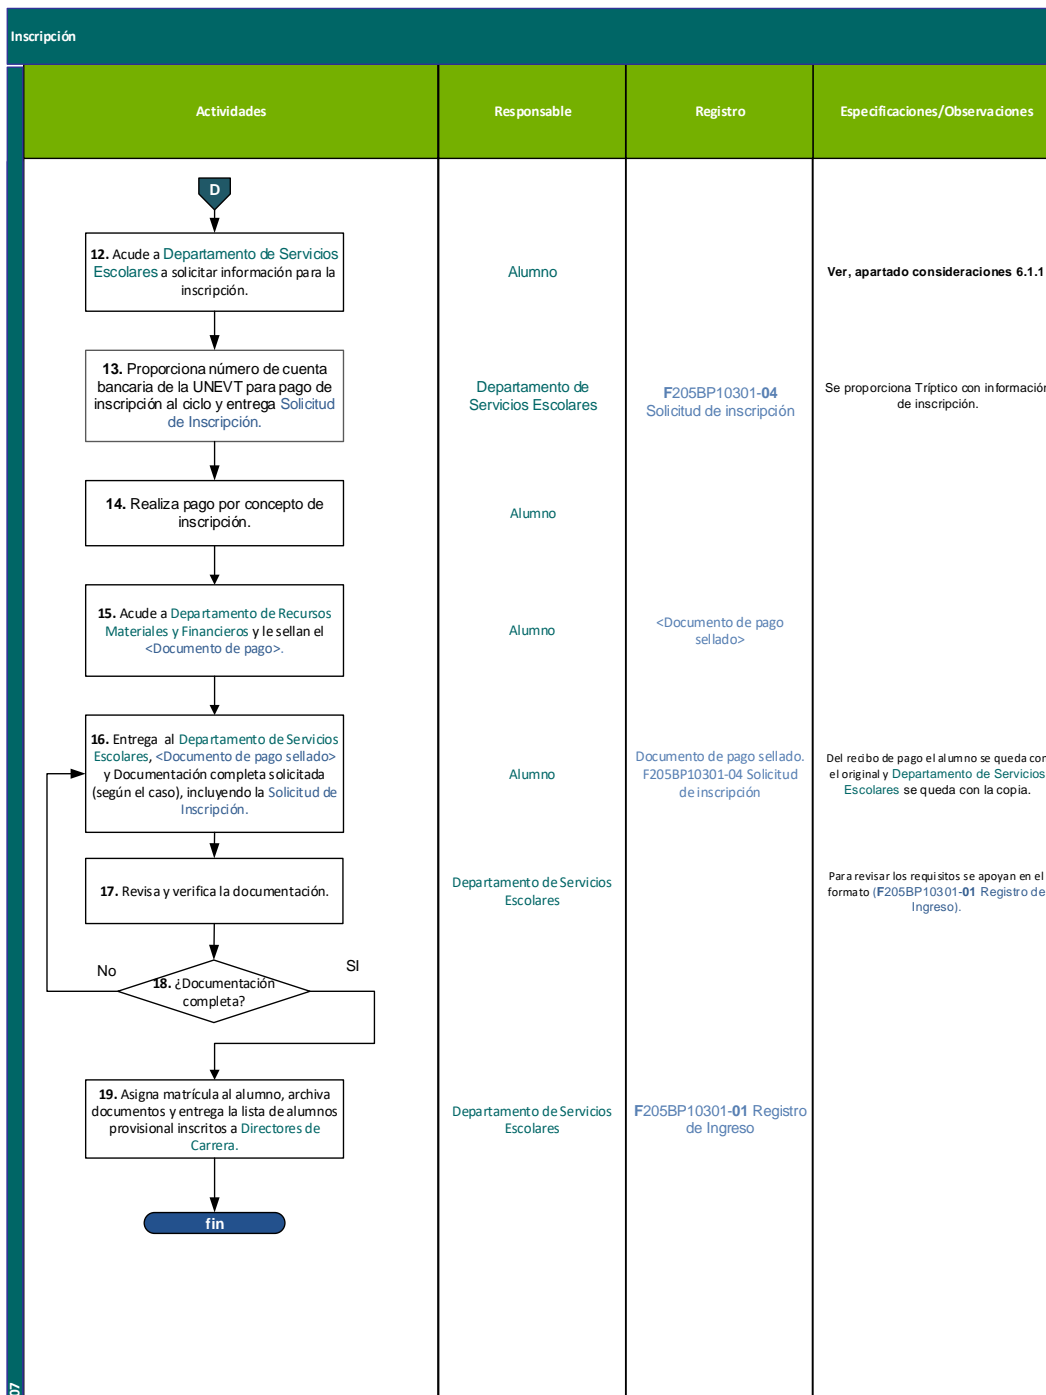 Inscripción
Actividades
Responsable
Registro
Especificaciones/Observaciones
D
12. Acude a Departamento de Servicios
Escolares a solicitar información para la
inscripción.
Alumno
Ver, apartado consideraciones 6.1.1
13. Proporciona número de cuenta
bancaria de la UNEVT para pago de
inscripción al ciclo y entrega Solicitud
de Inscripción.
Departamento de
Servicios Escolares
F205BP10301-04
Solicitud de inscripción
Se proporciona Tríptico con información
de inscripción.
14. Realiza pago por concepto de
inscripción.
Alumno
15. Acude a Departamento de Recursos
Materiales y Financieros y le sellan el
<Documento de pago>.
Alumno
<Documento de pago
sellado>
16. Entrega al Departamento de Servicios
Escolares, <Documento de pago sellado>
y Documentación completa solicitada
(según el caso), incluyendo la Solicitud de
Inscripción.
Alumno
Documento de pago sellado.
F205BP10301-04 Solicitud
de inscripción
Del recibo de pago el alumno se queda con
el original y Departamento de Servicios
Escolares se queda con la copia.
17. Revisa y verifica la documentación.
Departamento de Servicios
Escolares
Para revisar los requisitos se apoyan en el
formato (F205BP10301-01 Registro de
Ingreso).
No
SI
18. ¿Documentación
completa?
19. Asigna matrícula al alumno, archiva
documentos y entrega la lista de alumnos
provisional inscritos a Directores de
Carrera.
Departamento de Servicios
Escolares
F205BP10301-01 Registro
de Ingreso
fin
07